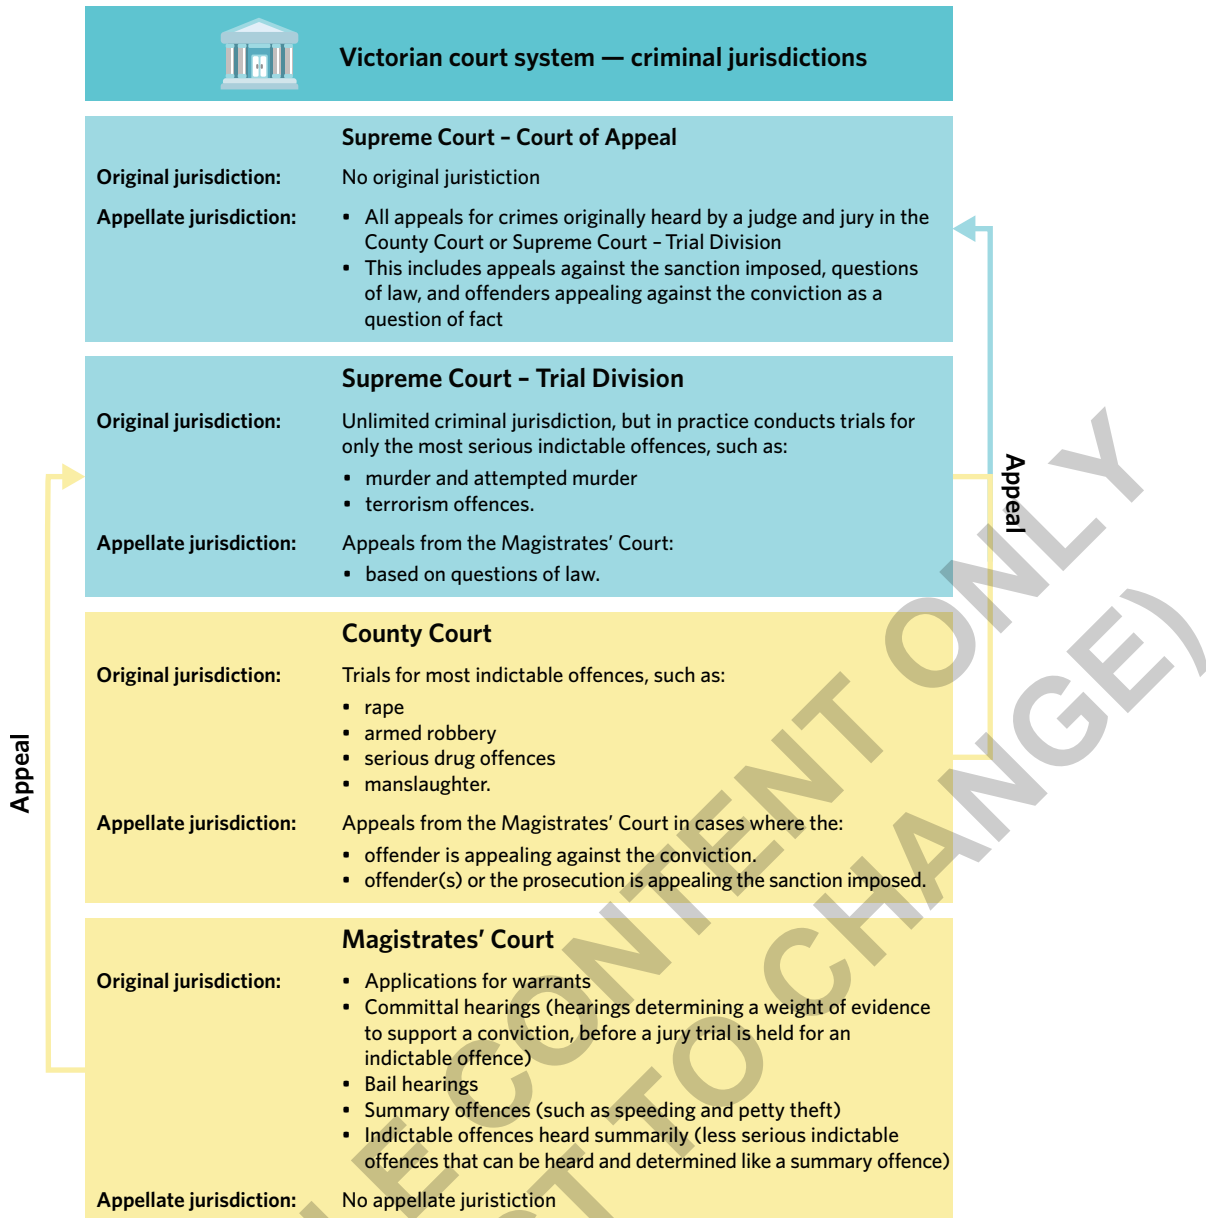 Victorian court system — criminal jurisdictions
Supreme Court – Court of Appeal
Original jurisdiction: No original juristiction
Appellate jurisdiction: • All appeals for crimes originally heard by a judge and jury in the
County Court or Supreme Court – Trial Division
• This includes appeals against the sanction imposed, questions
of law, and offenders appealing against the conviction as a
question of fact
Supreme Court – Trial Division
Original jurisdiction: Unlimited criminal jurisdiction, but in practice conducts trials for
only the most serious indictable offences, such as:
• murder and attempted murder
• terrorism offences.
Appellate jurisdiction: Appeals from the Magistrates’ Court:
• based on questions of law.
County Court
Original jurisdiction: Trials for most indictable offences, such as:
• rape
• armed robbery
• serious drug offences
• manslaughter.
Appellate jurisdiction: Appeals from the Magistrates’ Court in cases where the:
• offender is appealing against the conviction.
• offender(s) or the prosecution is appealing the sanction imposed.
Magistrates’ Court
Original jurisdiction: • Applications for warrants
• Committal hearings (hearings determining a weight of evidence
to support a conviction, before a jury trial is held for an
indictable offence)
• Bail hearings
• Summary offences (such as speeding and petty theft)
• Indictable offences heard summarily (less serious indictable
offences that can be heard and determined like a summary offence)
Appellate jurisdiction: No appellate juristiction
Appeal
Appeal
CONTENT ONLY
TO CHANGE)